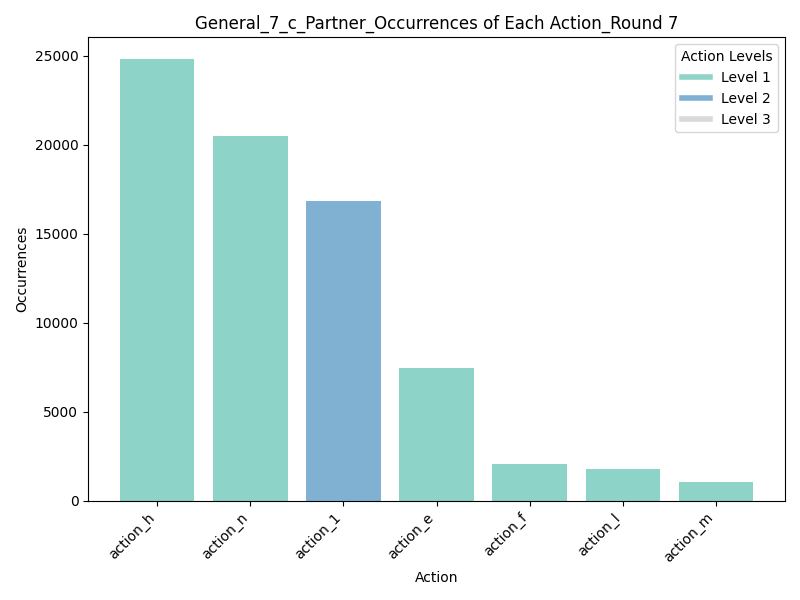 General_7_c_Partner_Occurrences of Each Action_Round 7
Action Levels
Level 1
Level 2
Level 3
Occurrences
25000
20000
15000
10000
5000
0
action_h
action_n
action_1
action_e
action_f
action_l
action_m
Action